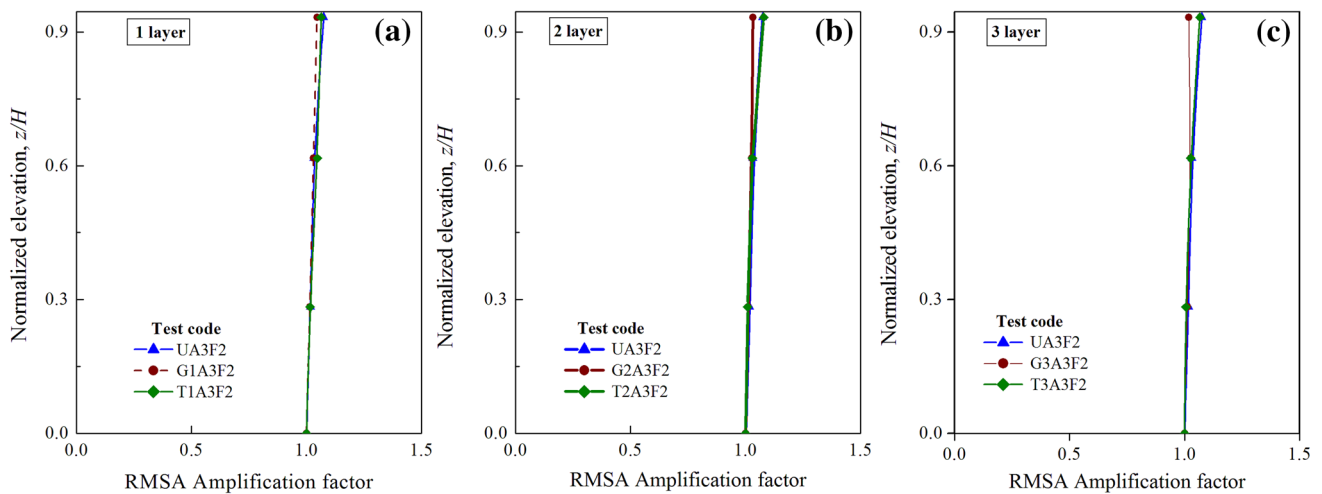 1 layer
(a)
0.9
0.6
0.3
0.0
Normalized elevation, z/H
Test code
UA3F2
G1A3F2
T1A3F2
0.0 0.5 1.0 1.5
RMSA Amplification factor
2 layer
(b)
0.9
0.6
0.3
0.0
Normalized elevation, z/H
Test code
UA3F2
G2A3F2
T2A3F2
0.0 0.5 1.0 1.5
RMSA Amplification factor
3 layer
(c)
0.9
0.6
0.3
0.0
Normalized elevation, z/H
Test code
UA3F2
G3A3F2
T3A3F2
0.0 0.5 1.0 1.5
RMSA Amplification factor